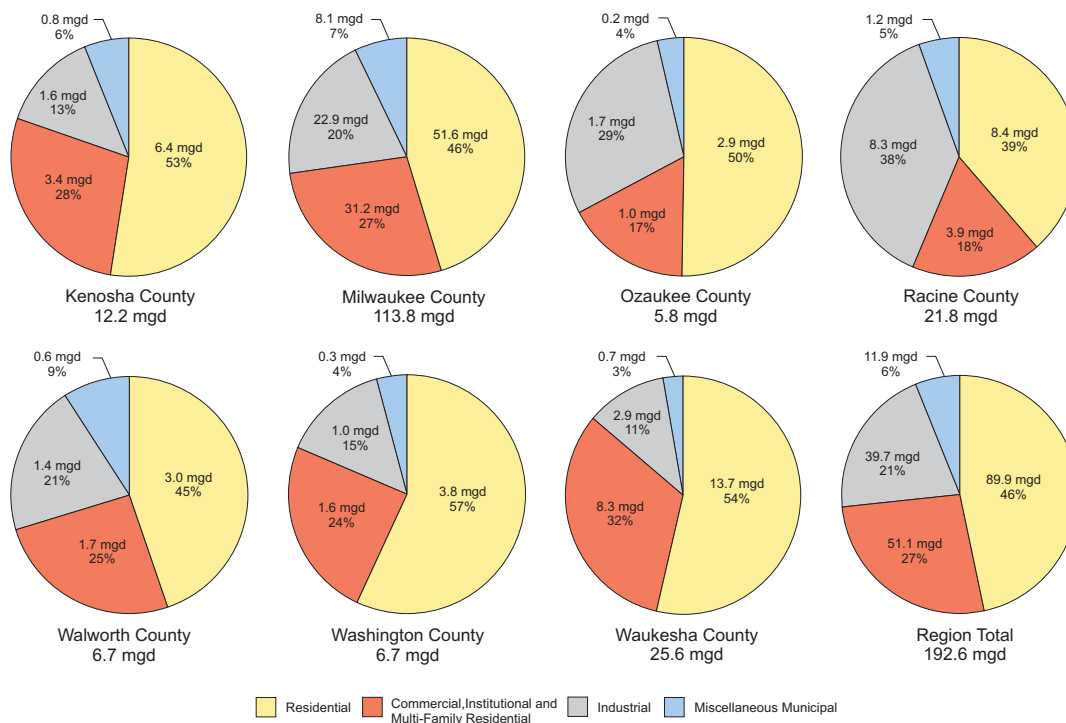 0.8 mgd
6%
1.6 mgd
13%
6.4 mgd
53%
3.4 mgd
28%
Kenosha County
12.2 mgd
8.1 mgd
7%
22.9 mgd
20%
51.6 mgd
46%
31.2 mgd
27%
Milwaukee County
113.8 mgd
0.2 mgd
4%
1.7 mgd
29%
2.9 mgd
50%
1.0 mgd
17%
Ozaukee County
5.8 mgd
1.2 mgd
5%
8.3 mgd
38%
8.4 mgd
39%
3.9 mgd
18%
Racine County
21.8 mgd
0.6 mgd
9%
1.4 mgd
21%
3.0 mgd
45%
1.7 mgd
25%
Walworth County
6.7 mgd
0.3 mgd
4%
1.0 mgd
15%
3.8 mgd
57%
1.6 mgd
24%
Washington County
6.7 mgd
0.7 mgd
3%
2.9 mgd
11%
13.7 mgd
54%
8.3 mgd
32%
Waukesha County
25.6 mgd
11.9 mgd
6%
39.7 mgd
21%
89.9 mgd
46%
51.1 mgd
27%
Region Total
192.6 mgd
Residential
Commercial,Institutional and
Multi-Family Residential
Industrial
Miscellaneous Municipal